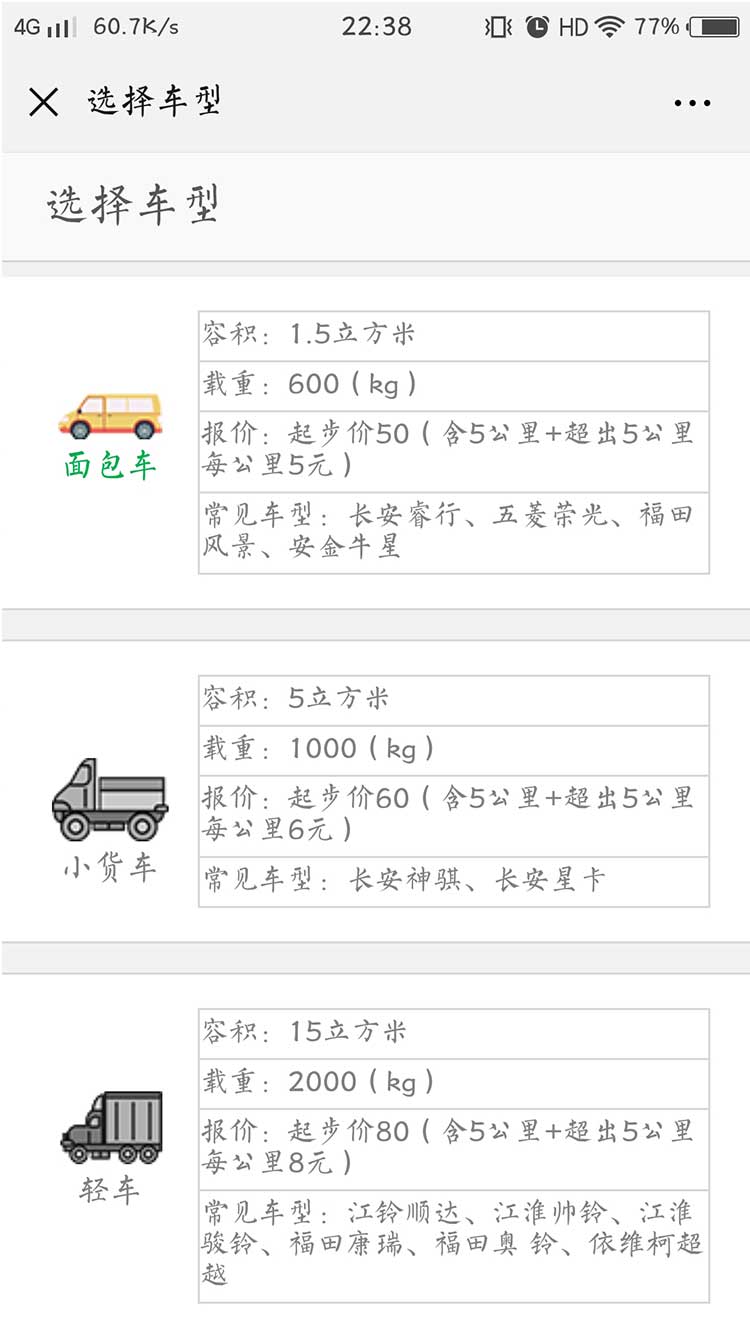 4G 60.7K/s 22:38 HD 77%
选择车型
选择车型
容积：1.5立方米
载重：600（kg）
报价：起步价50（含5公里+超出5公里
每公里5元）
常见车型：长安睿行、五菱荣光、福田
风景、安金牛星
面包车
容积：5立方米
载重：1000（kg）
报价：起步价60（含5公里+超出5公里
每公里6元）
常见车型：长安神骐、长安星卡
小货车
容积：15立方米
载重：2000（kg）
报价：起步价80（含5公里+超出5公里
每公里8元）
常见车型：江铃顺达、江淮帅铃、江淮
骏铃、福田康瑞、福田奥 铃、依维柯超
越
轻车